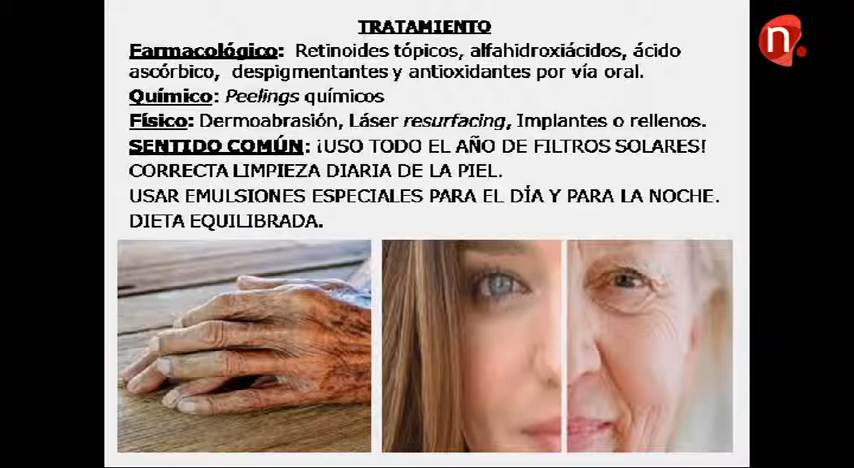 TRATAMIENTO
Farmacológico: Retinoides tópicos, alfahidroxiácidos, ácido
ascórbico, despigmentantes y antioxidantes por vía oral.
Químico: Peelings químicos
Físico: Dermoabrasión, Láser resurfacing, Implantes o rellenos.
SENTIDO COMÚN: ¡USO TODO EL AÑO DE FILTROS SOLARES!
CORRECTA LIMPIEZA DIARIA DE LA PIEL.
USAR EMULSIONES ESPECIALES PARA EL DÍA Y PARA LA NOCHE.
DIETA EQUILIBRADA.
n.